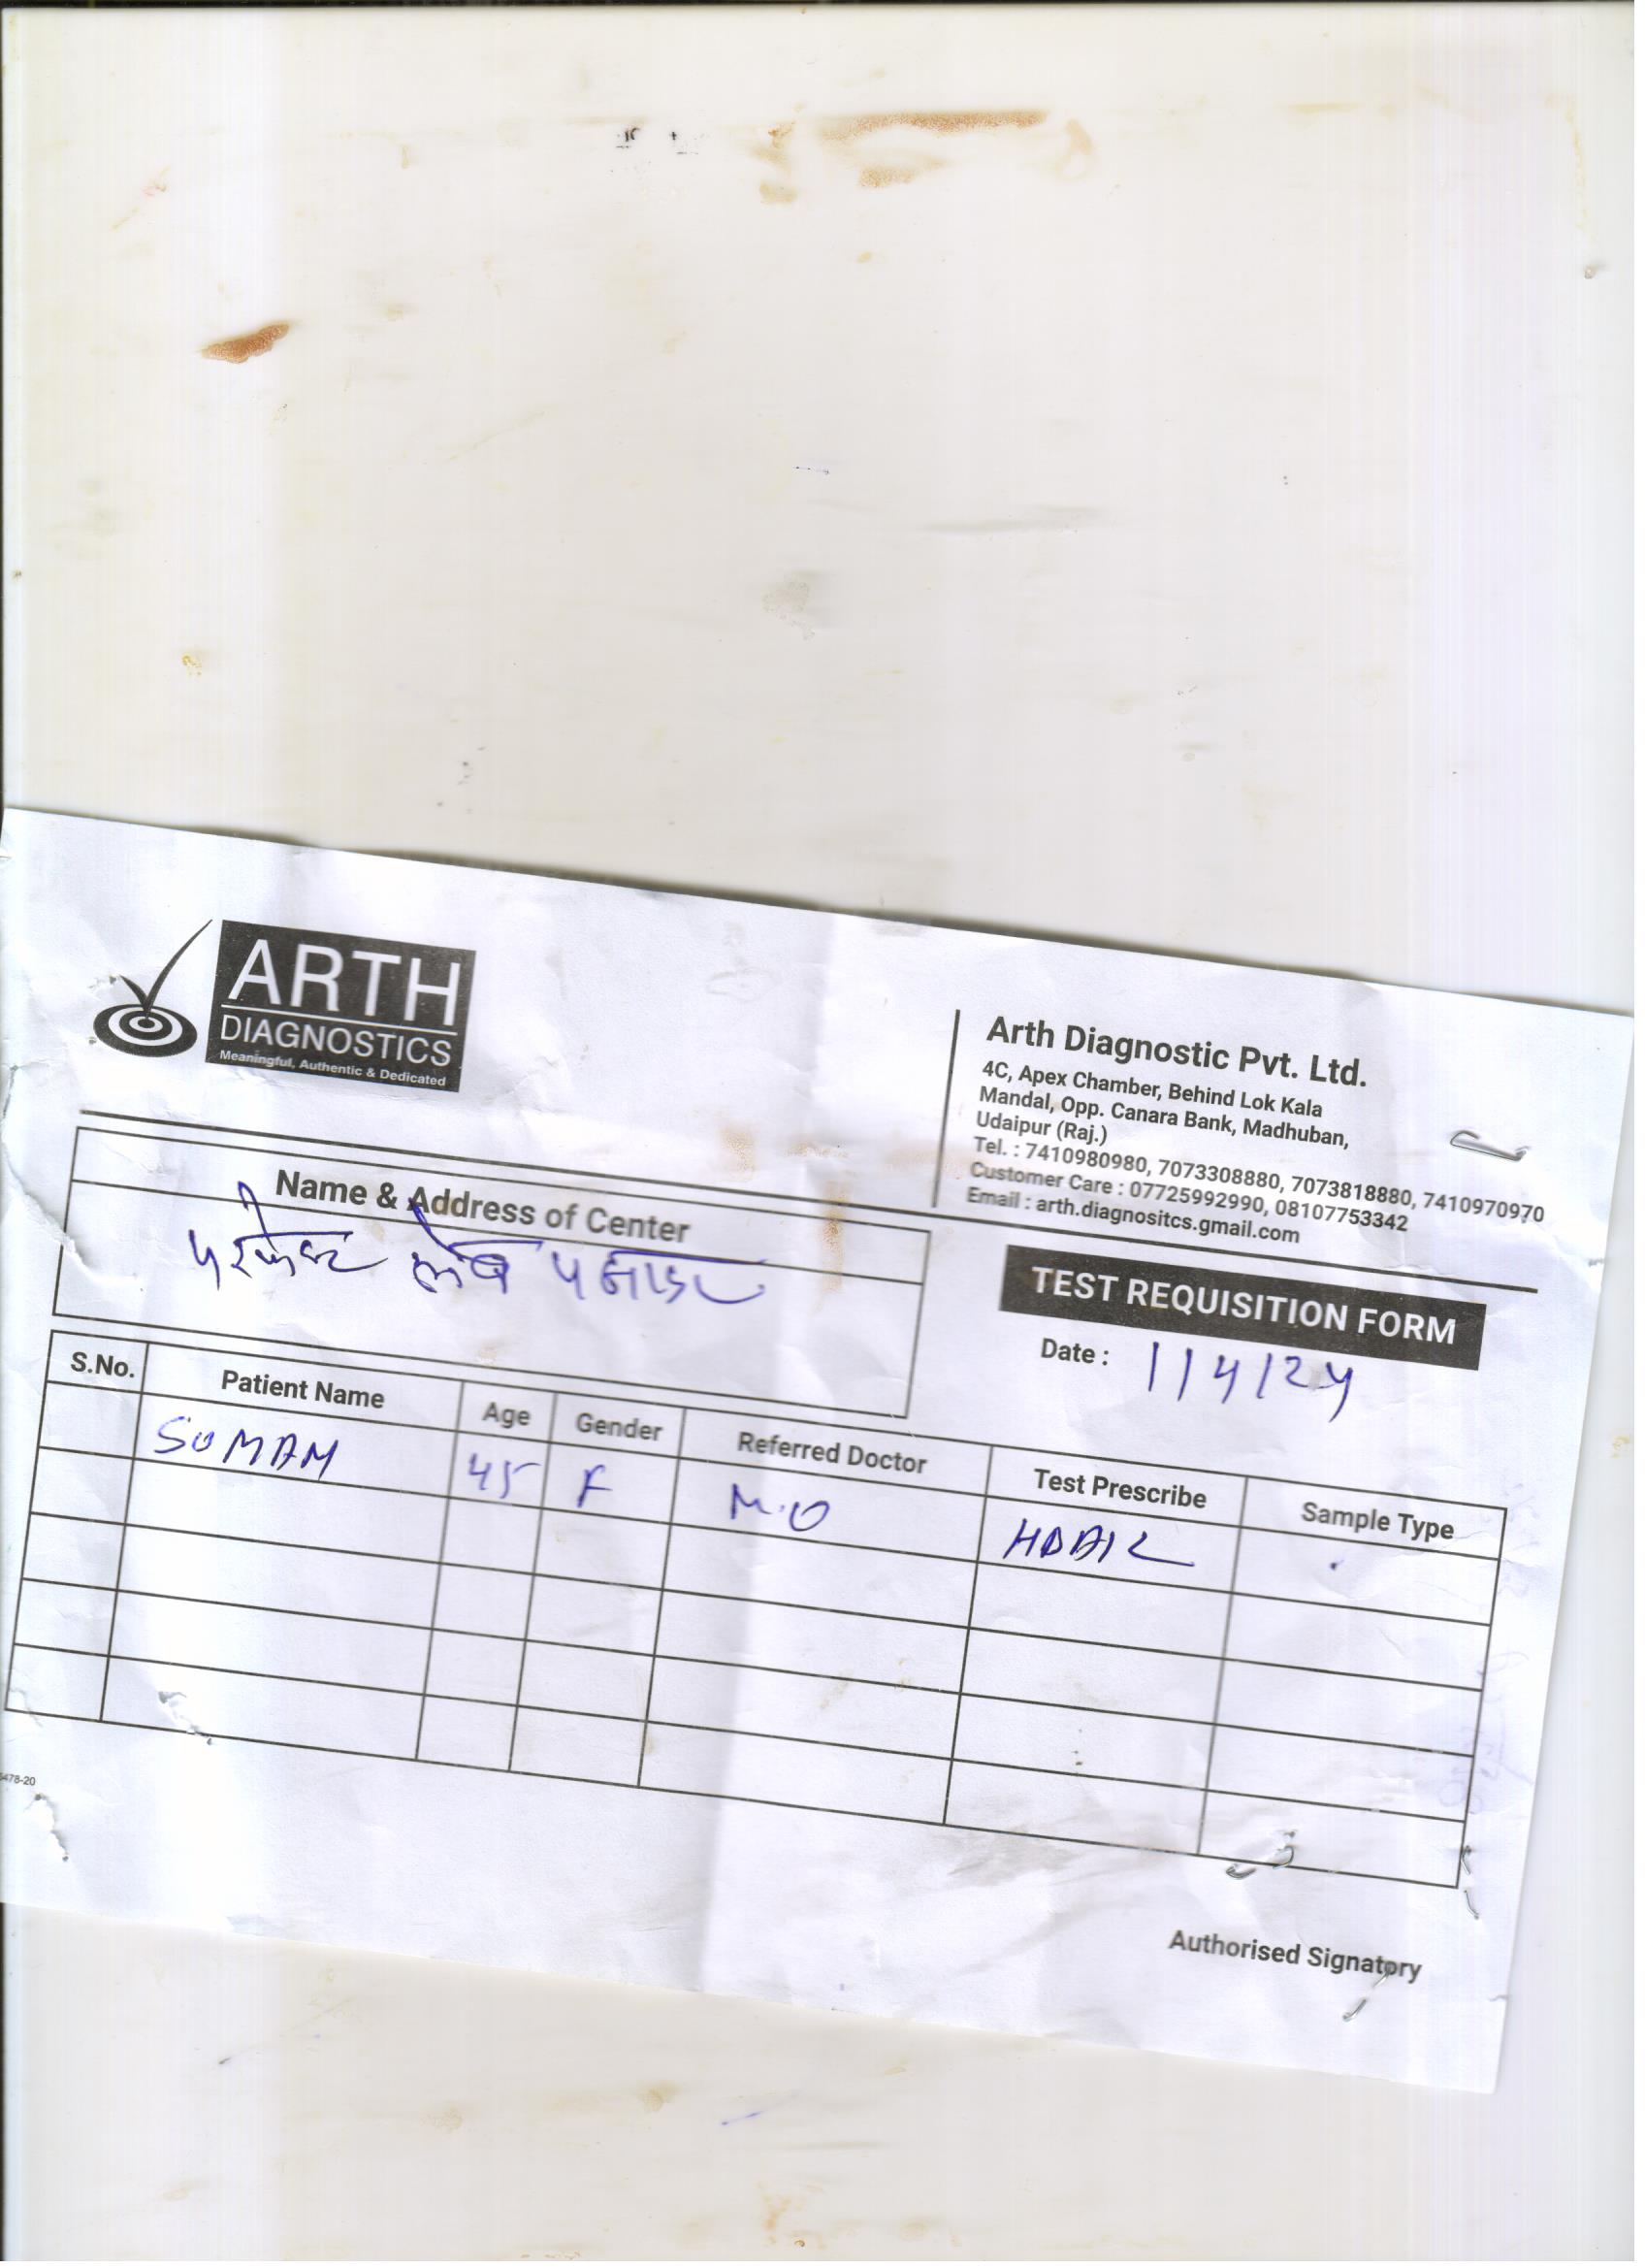 ARTH
DIAGNOSTICS
Meaningful, Authentic & Dedicated
Arth Diagnostic Pvt. Ltd.
4C, Apex Chamber, Behind Lok Kala
Mandal, Opp. Canara Bank, Madhuban,
Udaipur (Raj.)
Tel. : 7410980980, 7073308880, 7073818880, 7410970970
Customer Care : 07725992990, 08107753342
Email : arth.diagnositcs.gmail.com
Name & Address of Center
TEST REQUISITION FORM
Date : 1/4/24
S.No. Patient Name Age Gender Referred Doctor Test Prescribe Sample Type
SUMAN 45 F M.O
Authorised Signatory